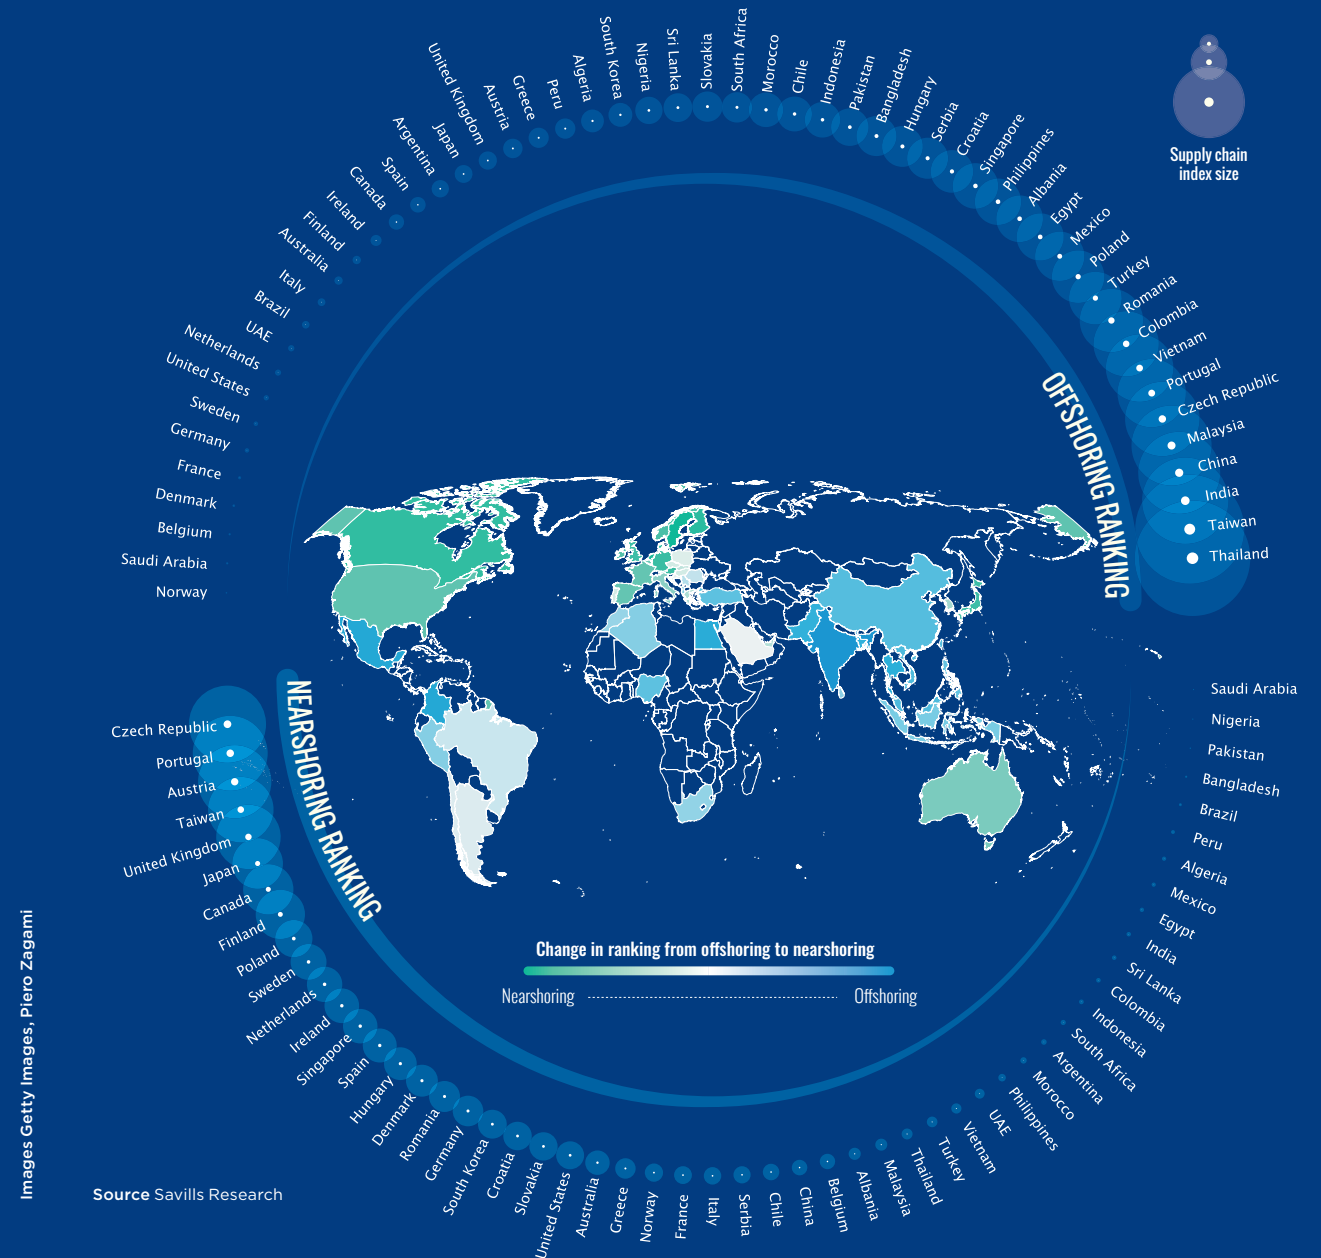 Supply chain
index size
OFFSHORING RANKING
Norway
Saudi Arabia
Belgium
Denmark
France
Germany
Sweden
United States
Netherlands
UAE
Brazil
Italy
Australia
Finland
Ireland
Canada
Spain
Argentina
Japan
United Kingdom
Austria
Greece
Peru
Algeria
South Korea
Nigeria
Sri Lanka
Slovakia
South Africa
Morocco
Chile
Indonesia
Pakistan
Bangladesh
Hungary
Serbia
Croatia
Singapore
Philippines
Albania
Egypt
Mexico
Poland
Turkey
Romania
Colombia
Vietnam
Portugal
Czech Republic
Malaysia
China
India
Taiwan
Thailand
NEARSHORING RANKING
Czech Republic
Portugal
Austria
Taiwan
United Kingdom
Japan
Canada
Finland
Poland
Sweden
Netherlands
Ireland
Singapore
Spain
Hungary
Denmark
Romania
Germany
South Korea
Croatia
Slovakia
United States
Australia
Greece
Norway
France
Italy
Serbia
Chile
China
Belgium
Albania
Malaysia
Thailand
Turkey
Vietnam
UAE
Philippines
Morocco
Argentina
South Africa
Indonesia
Colombia
Sri Lanka
India
Egypt
Mexico
Algeria
Peru
Brazil
Bangladesh
Pakistan
Nigeria
Saudi Arabia
Change in ranking from offshoring to nearshoring
Nearshoring
Offshoring
Images Getty Images, Piero Zagami
Source Savills Research